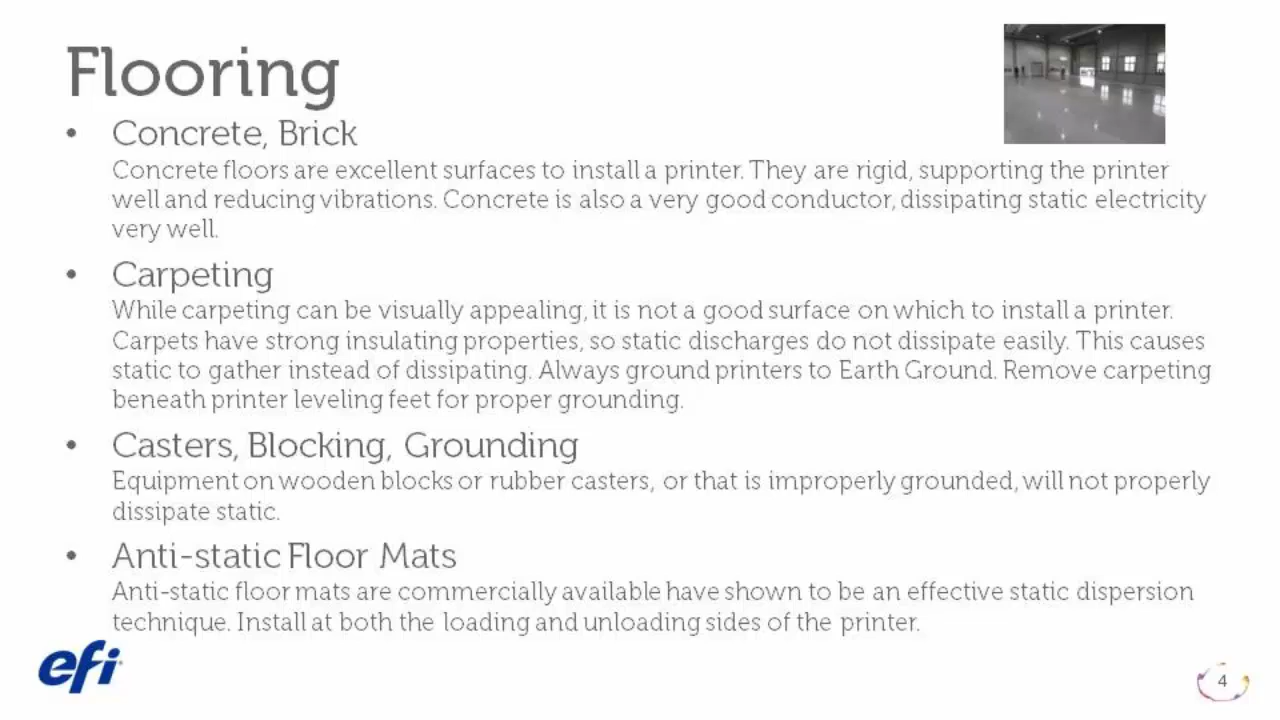 Flooring
• Concrete, Brick
Concrete floors are excellent surfaces to install a printer. They are rigid, supporting the printer
well and reducing vibrations. Concrete is also a very good conductor, dissipating static electricity
very well.
• Carpeting
While carpeting can be visually appealing, it is not a good surface on which to install a printer.
Carpets have strong insulating properties, so static discharges do not dissipate easily. This causes
static to gather instead of dissipating. Always ground printers to Earth Ground. Remove carpeting
beneath printer leveling feet for proper grounding.
• Casters, Blocking, Grounding
Equipment on wooden blocks or rubber casters, or that is improperly grounded, will not properly
dissipate static.
• Anti-static Floor Mats
Anti-static floor mats are commercially available have shown to be an effective static dispersion
technique. Install at both the loading and unloading sides of the printer.
efi
4